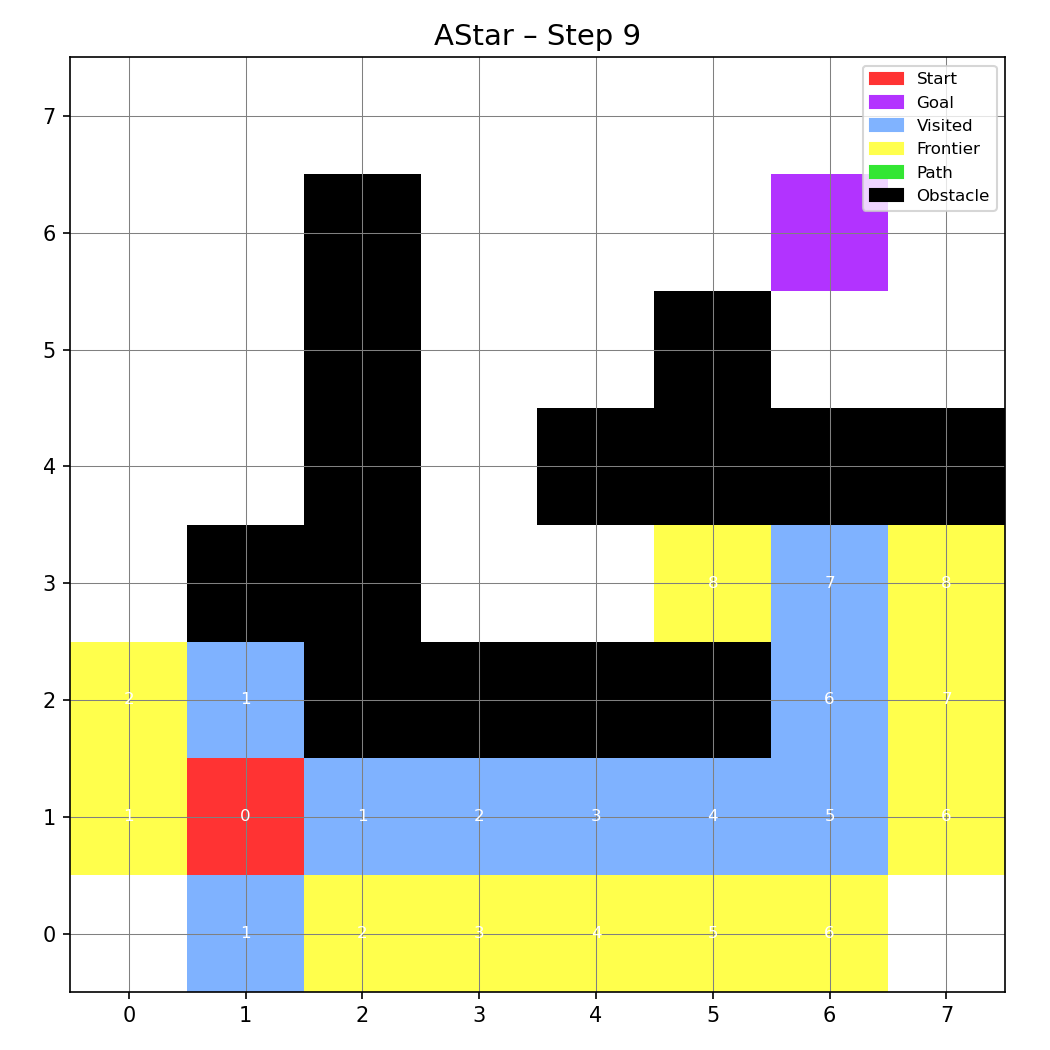 AStar – Step 9
Start
Goal
Visited
Frontier
Path
Obstacle
7
6
5
4
3
2
1
0
8 7 8
2 1 6 7
1 0 1 2 3 4 5 6
1 2 3 4 5 6
0 1 2 3 4 5 6 7